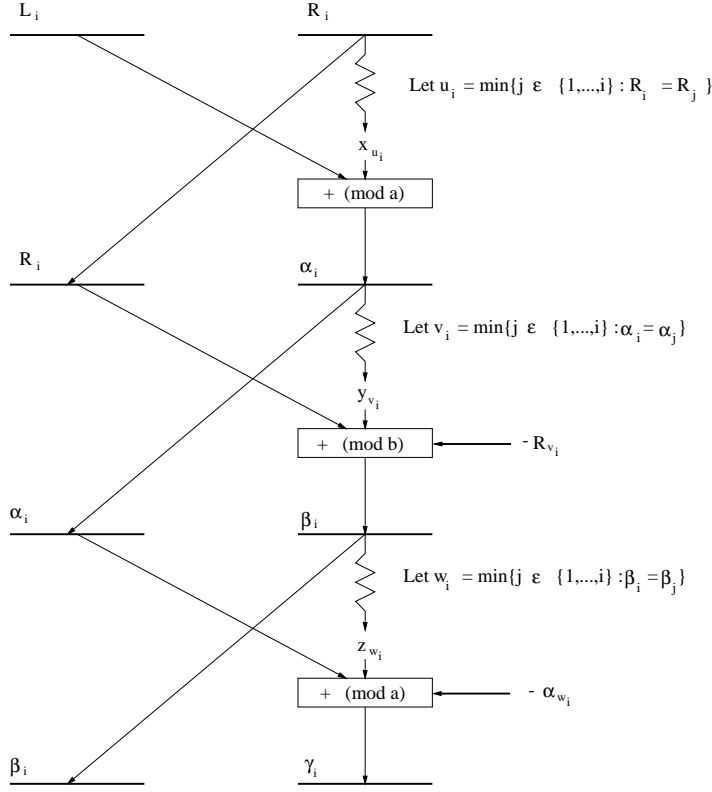 L i R i
Let u i = min{j ε {1,...,i} : R i = R j }
x u i
+ (mod a)
R i α i
Let v i = min{j ε {1,...,i} : α i = α j }
y v i
+ (mod b) - R v i
α i β i
Let w i = min{j ε {1,...,i} : β i = β j }
z w i
+ (mod a) - α w i
β i γ i